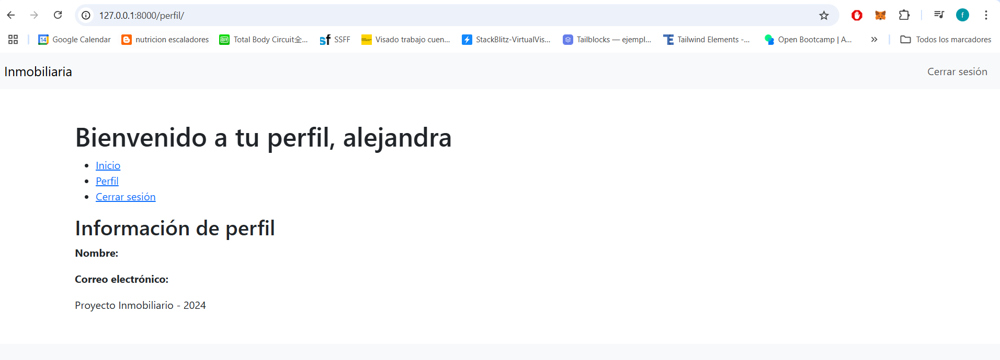 127.0.0.1:8000/perfil/
f
14 Google Calendar nutricion escaladores DIY Total Body Circuit全... sf SSFF Visado trabajo cuen... StackBlitz-VirtualVis... Tailblocks — ejempl... TE Tailwind Elements -... Open Bootcamp | A... » Todos los marcadores
Inmobiliaria Cerrar sesión
Bienvenido a tu perfil, alejandra
Inicio
Perfil
Cerrar sesión
Información de perfil
Nombre:
Correo electrónico:
Proyecto Inmobiliario - 2024